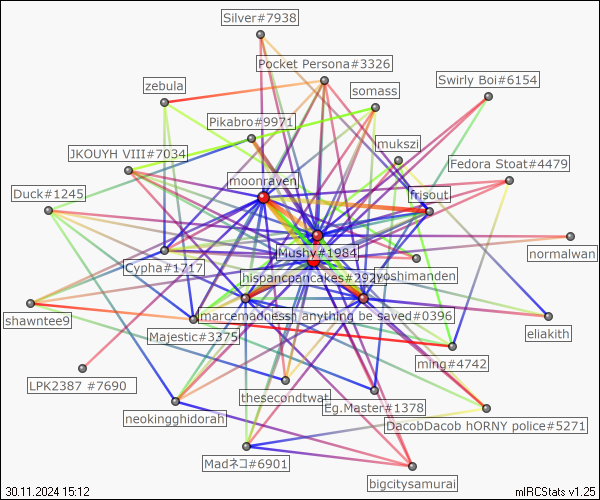 Silver#7938
Pocket Persona#3326
Swirly Boi#6154
zebula
somass
Pikabro#9971
mukszi
JKOUYH VIII#7034
Fedora Stoat#4479
moonraven
Duck#1245
frisout
Mushy#1984
normalwan
Cypha#1717
yoshimanden
hispancpancakes#292
marcemadness
h anything be saved#0396
shawntee9
eliakith
Majestic#3375
ming#4742
LPK2387 #7690
thesecondtwat
Eg.Master#1378
neokingghidorah
DacobDacob hORNY police#5271
Madネコ#6901
bigcitysamurai
30.11.2024 15:12
mIRCStats v1.25